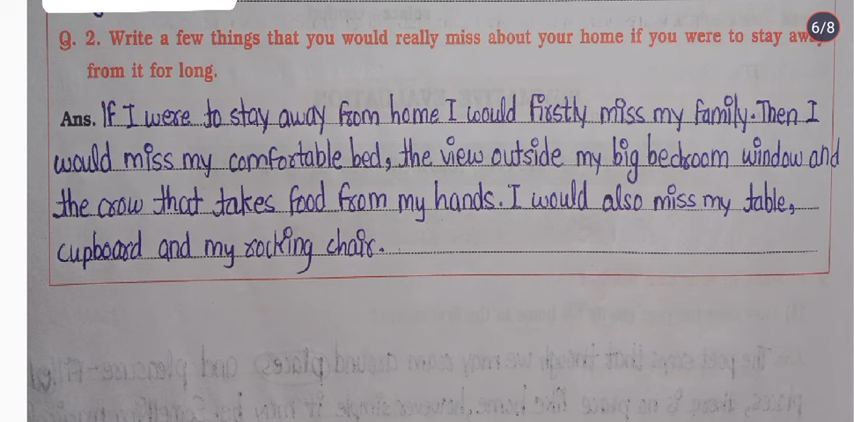 6/8
Q. 2. Write a few things that you would really miss about your home if you were to stay away
from it for long.
Ans. If I were to stay away from home I would firstly miss my family. Then I
would miss my comfortable bed, the view outside my big bedroom window and
the crow that takes food from my hands. I would also miss my table,
cupboard and my rocking chair.